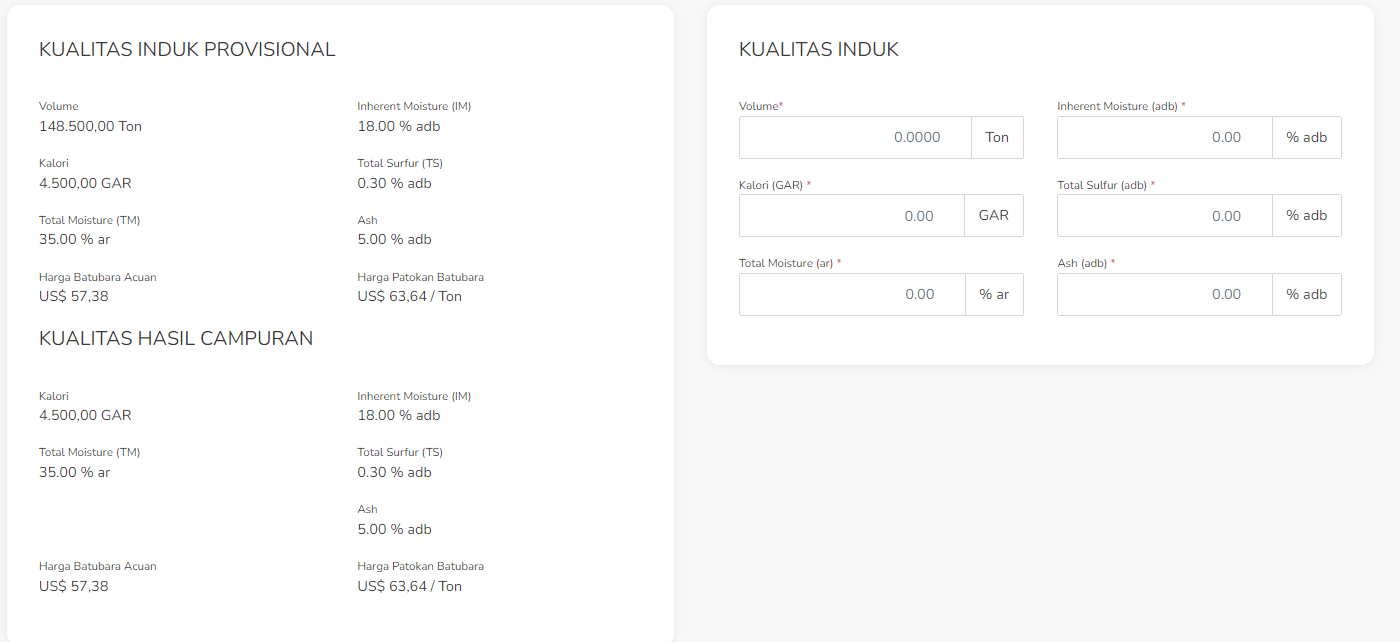 KUALITAS INDUK PROVISIONAL
Volume
148.500,00 Ton
Inherent Moisture (IM)
18.00 % adb
Kalori
4.500,00 GAR
Total Surfur (TS)
0.30 % adb
Total Moisture (TM)
35.00 % ar
Ash
5.00 % adb
Harga Batubara Acuan
US$ 57,38
Harga Patokan Batubara
US$ 63,64 / Ton
KUALITAS HASIL CAMPURAN
Kalori
4.500,00 GAR
Inherent Moisture (IM)
18.00 % adb
Total Moisture (TM)
35.00 % ar
Total Surfur (TS)
0.30 % adb
Ash
5.00 % adb
Harga Batubara Acuan
US$ 57,38
Harga Patokan Batubara
US$ 63,64 / Ton
KUALITAS INDUK
Volume*
0.0000 Ton
Inherent Moisture (adb) *
0.00 % adb
Kalori (GAR) *
0.00 GAR
Total Sulfur (adb) *
0.00 % adb
Total Moisture (ar) *
0.00 % ar
Ash (adb) *
0.00 % adb